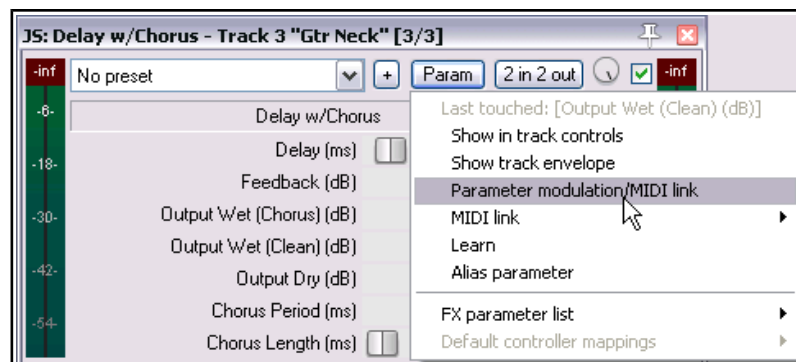 JS: Delay w/Chorus - Track 3 "Gtr Neck" [3/3]
-inf No preset + Param 2 in 2 out -inf
-6-
-18-
-30-
-42-
-54-
Delay w/Chorus
Delay (ms)
Feedback (dB)
Output Wet (Chorus) (dB)
Output Wet (Clean) (dB)
Output Dry (dB)
Chorus Period (ms)
Chorus Length (ms)
Last touched: [Output Wet (Clean) (dB)]
Show in track controls
Show track envelope
Parameter modulation/MIDI link
MIDI link
Learn
Alias parameter
FX parameter list
Default controller mappings